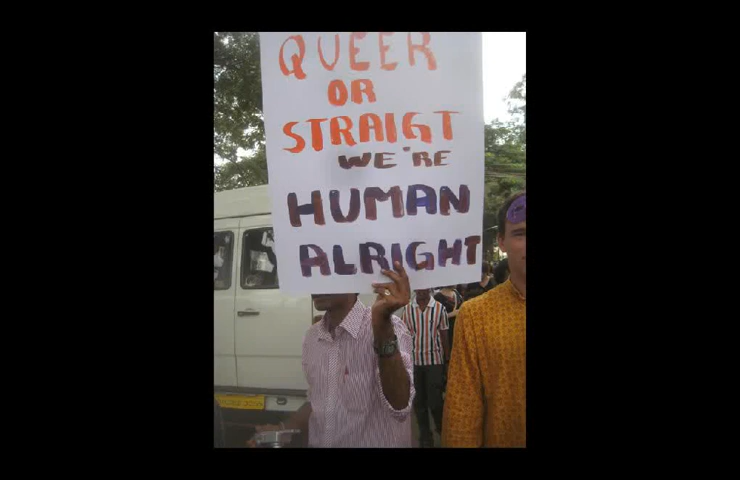 QUEER
OR
STRAIGT
WE'RE
HUMAN
ALRIGHT